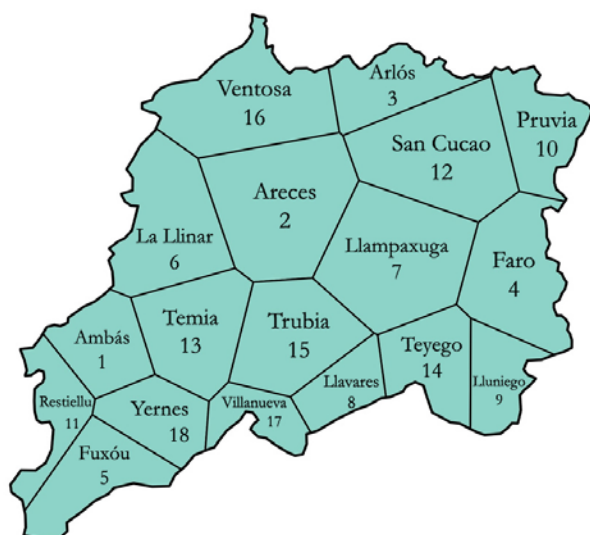 Arlós
3
Ventosa
16
Pruvia
10
San Cucao
12
Areces
2
La Llinar
6
Llampaxuga
7
Faro
4
Temia
13
Ambás
1
Trubia
15
Teyego
14
Lluniego
9
Llavares
8
Restiellu
11
Yernes
18
Villanueva
17
Fuxóu
5